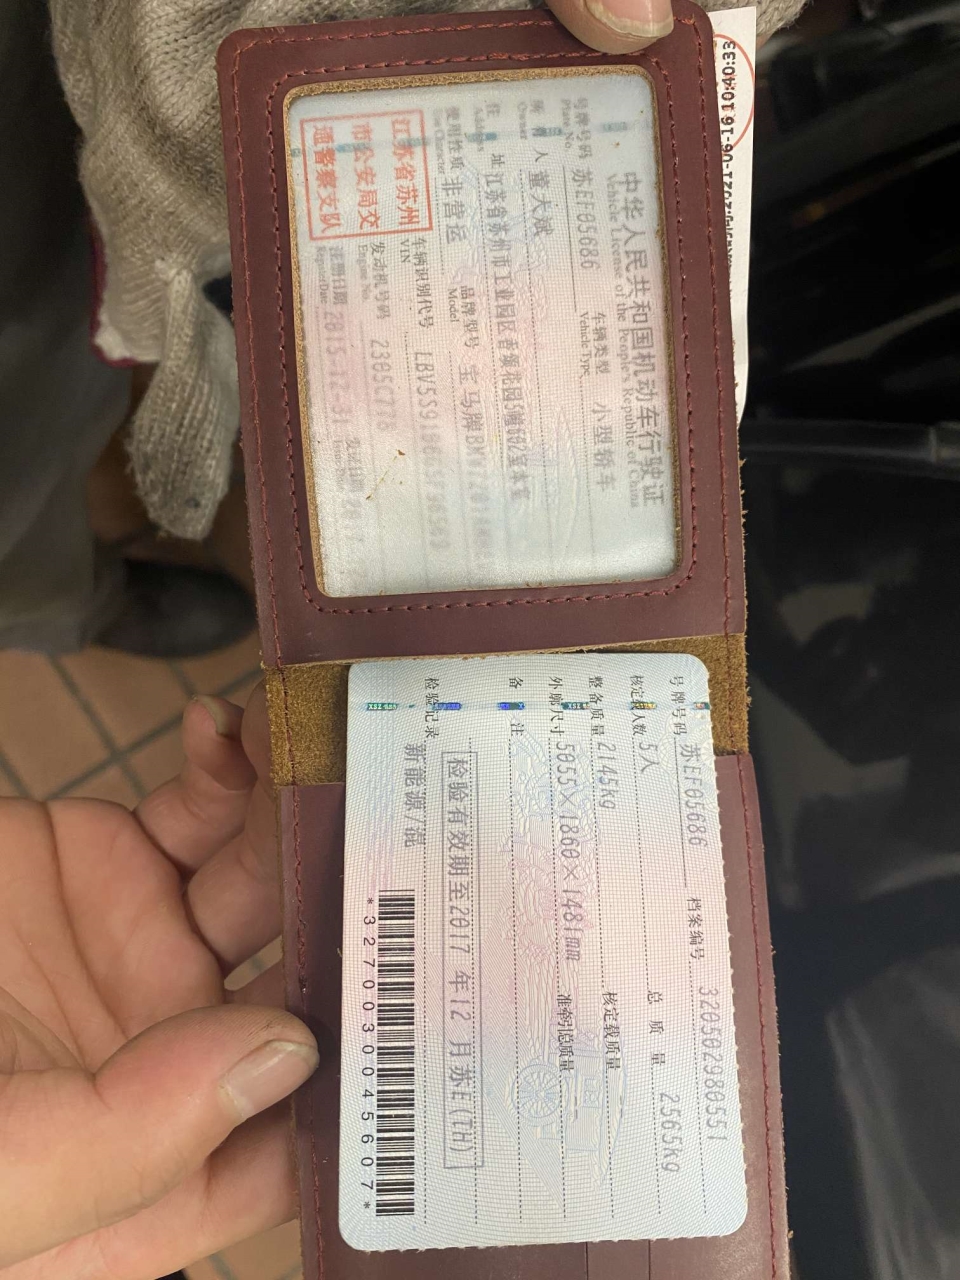 中华人民共和国机动车行驶证
Vehicle License of the People's Republic of China
号牌号码 苏EF05686 车辆类型 小型轿车
Plate No. Vehicle Type
所有人 董大斌
Owner
住址 江苏省苏州市工业园区
Address
使用性质 非营运 品牌型号 宝马牌
Use Character Model
江苏省苏州
市公安局交
通警察支队
车辆识别代号
VIN
发动机号码 2305C778
Engine No.
注册日期 2015-12-31 发证日期
Register Date Issue Date
号牌号码 苏EF05686 档案编号 320502980551
核定载人数 5人 总质量 2565kg
整备质量 2145kg 核定载质量
外廓尺寸 5055×1860×1481mm 准牵引总质量
备注
检验有效期至2017 年12 月苏E(TH)
检验记录
新能源/混
*3270030045607*